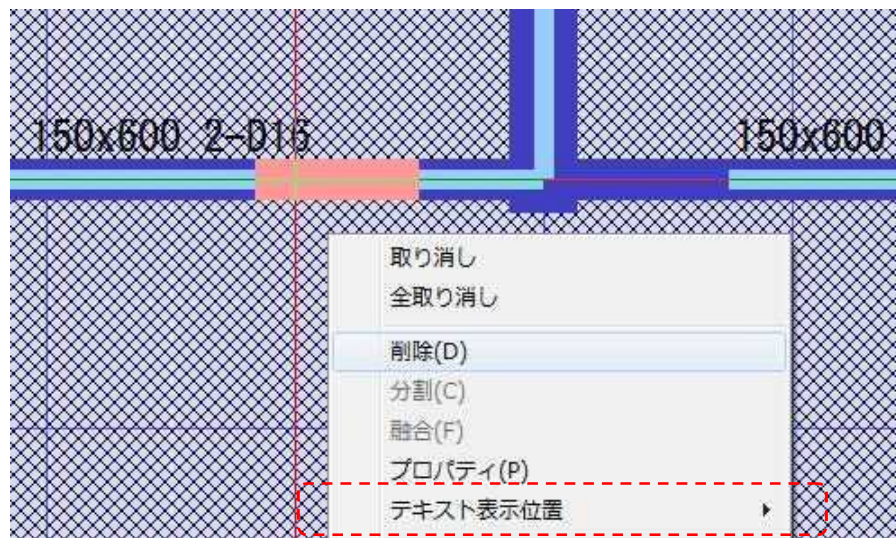 150x600 2-D16
150x600
取り消し
全取り消し
削除(D)
分割(C)
融合(F)
プロパティ(P)
テキスト表示位置